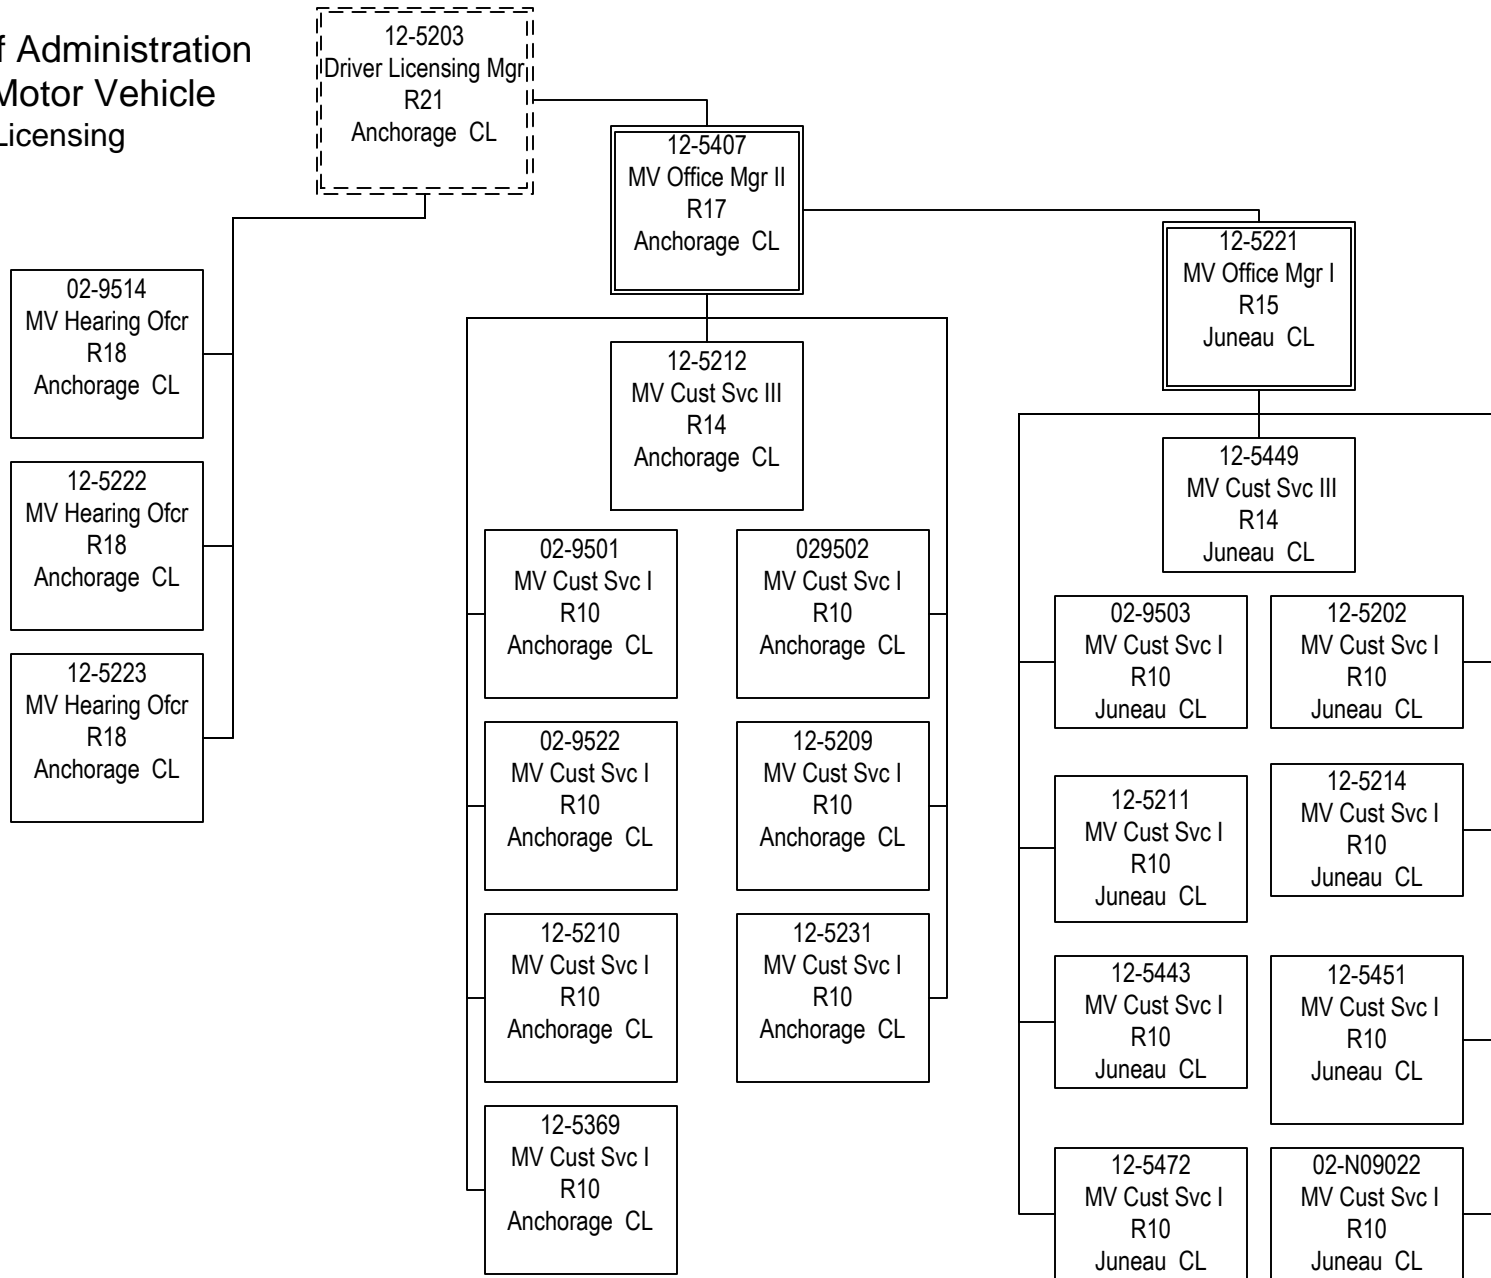 f Administration
Motor Vehicle
Licensing
12-5203
Driver Licensing Mgr
R21
Anchorage CL
12-5407
MV Office Mgr II
R17
Anchorage CL
12-5221
MV Office Mgr I
R15
Juneau CL
02-9514
MV Hearing Ofcr
R18
Anchorage CL
12-5222
MV Hearing Ofcr
R18
Anchorage CL
12-5223
MV Hearing Ofcr
R18
Anchorage CL
12-5212
MV Cust Svc III
R14
Anchorage CL
02-9501
MV Cust Svc I
R10
Anchorage CL
029502
MV Cust Svc I
R10
Anchorage CL
02-9522
MV Cust Svc I
R10
Anchorage CL
12-5209
MV Cust Svc I
R10
Anchorage CL
12-5210
MV Cust Svc I
R10
Anchorage CL
12-5231
MV Cust Svc I
R10
Anchorage CL
12-5369
MV Cust Svc I
R10
Anchorage CL
12-5449
MV Cust Svc III
R14
Juneau CL
02-9503
MV Cust Svc I
R10
Juneau CL
12-5202
MV Cust Svc I
R10
Juneau CL
12-5211
MV Cust Svc I
R10
Juneau CL
12-5214
MV Cust Svc I
R10
Juneau CL
12-5443
MV Cust Svc I
R10
Juneau CL
12-5451
MV Cust Svc I
R10
Juneau CL
12-5472
MV Cust Svc I
R10
Juneau CL
02-N09022
MV Cust Svc I
R10
Juneau CL